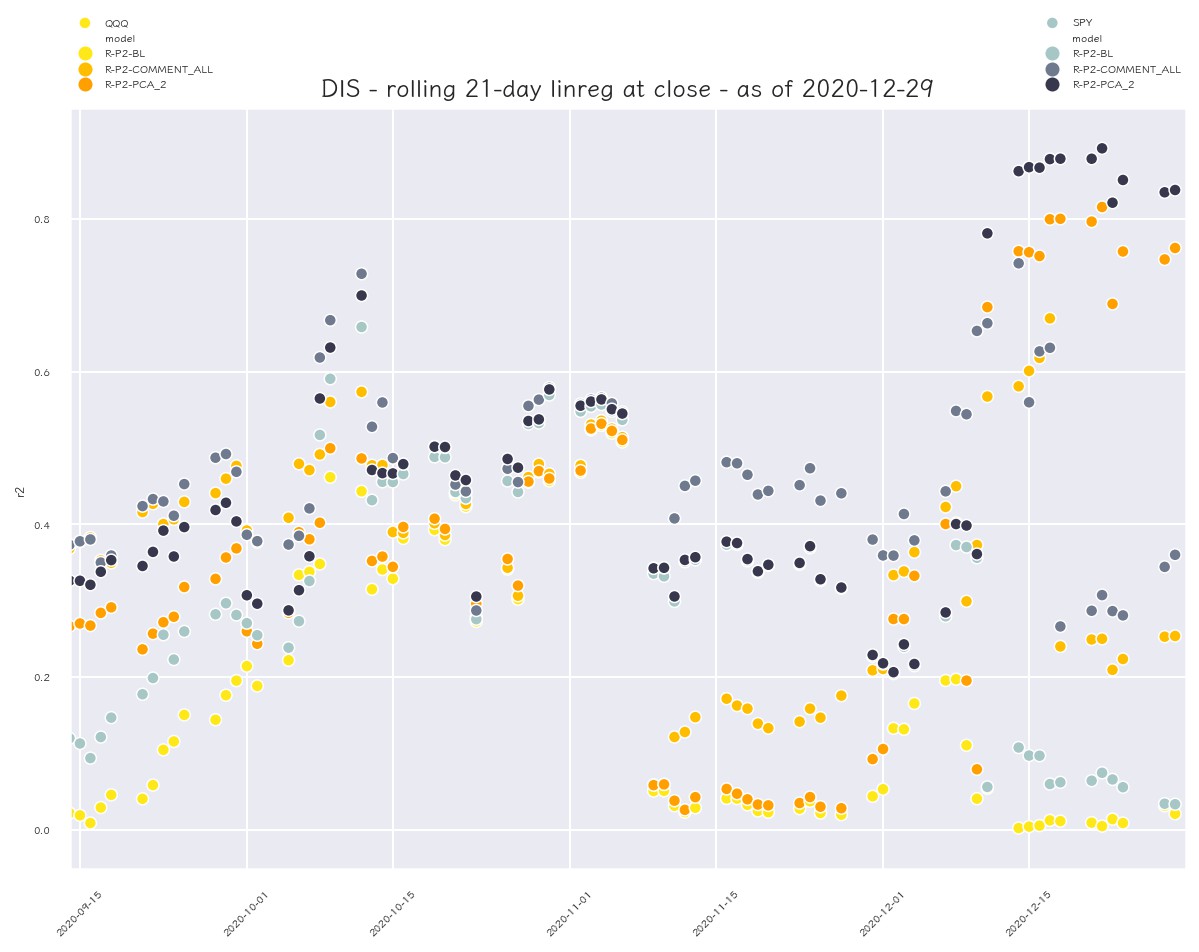 QQQ
model
R-P2-BL
R-P2-COMMENT_ALL
R-P2-PCA_2
SPY
model
R-P2-BL
R-P2-COMMENT_ALL
R-P2-PCA_2
DIS - rolling 21-day linreg at close - as of 2020-12-29
r2
0.8
0.6
0.4
0.2
0.0
2020-09-15
2020-10-01
2020-10-15
2020-11-01
2020-11-15
2020-12-01
2020-12-15